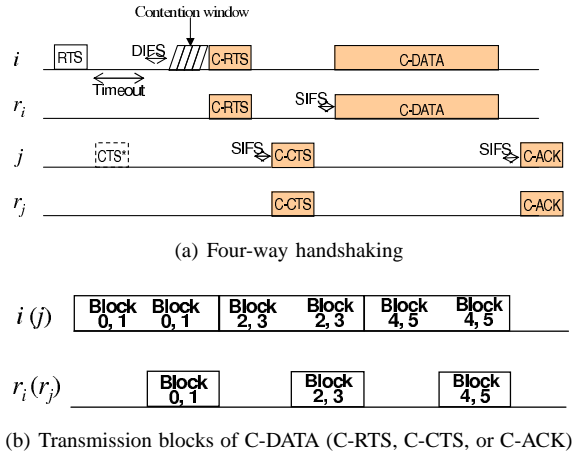 Contention window
i RTS DIFS C-RTS C-DATA
Timeout
r_i C-RTS SIFS C-DATA
j CTS* SIFS C-CTS SIFS C-ACK
r_j C-CTS C-ACK
(a) Four-way handshaking
i(j) Block 0, 1 Block 0, 1 Block 2, 3 Block 2, 3 Block 4, 5 Block 4, 5
r_i(r_j) Block 0, 1 Block 2, 3 Block 4, 5
(b) Transmission blocks of C-DATA (C-RTS, C-CTS, or C-ACK)